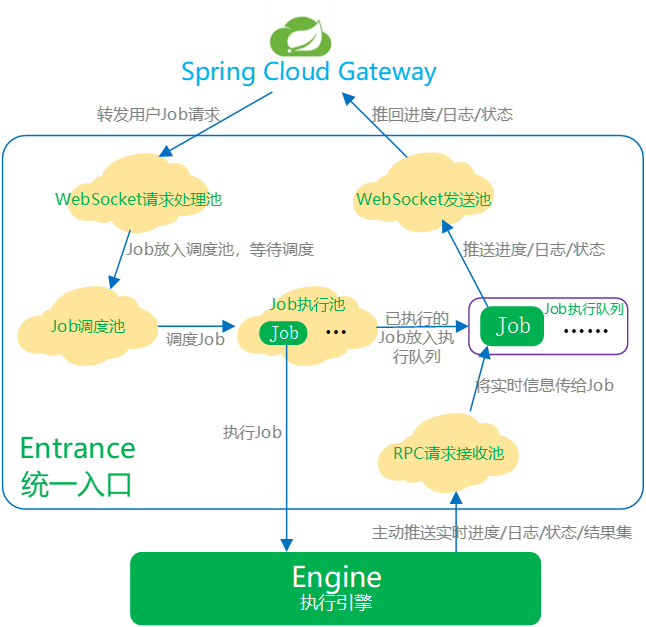 Spring Cloud Gateway
转发用户Job请求
推回进度/日志/状态
WebSocket请求处理池
WebSocket发送池
Job放入调度池，等待调度
推送进度/日志/状态
Job调度池
调度Job
Job执行池
Job
...
已执行的
Job放入执
行队列
Job执行队列
Job
......
将实时信息传给Job
执行Job
RPC请求接收池
Entrance
统一入口
主动推送实时进度/日志/状态/结果集
Engine
执行引擎